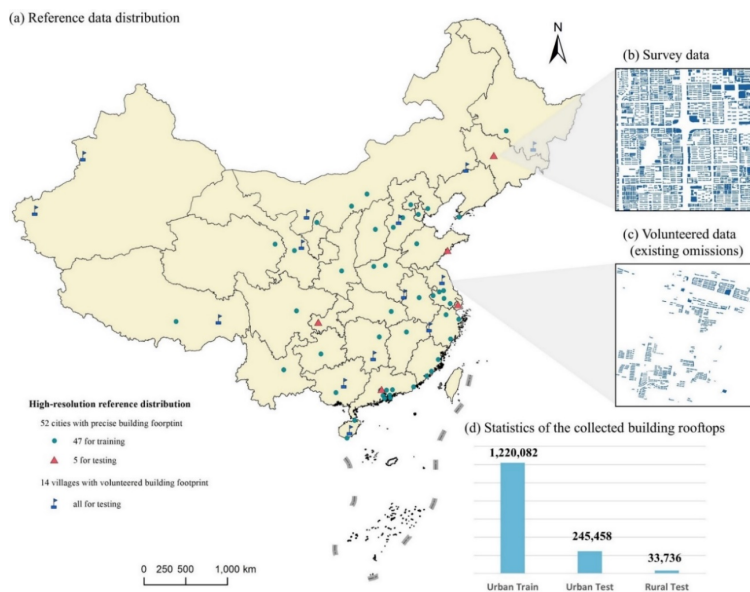 (a) Reference data distribution
N
(b) Survey data
(c) Volunteered data
(existing omissions)
High-resolution reference distribution
52 cities with precise building foorptint
47 for training
5 for testing
14 villages with volunteered building footprint
all for testing
0 250 500 1,000 km
(d) Statistics of the collected building rooftops
1,220,082
245,458
33,736
Urban Train Urban Test Rural Test